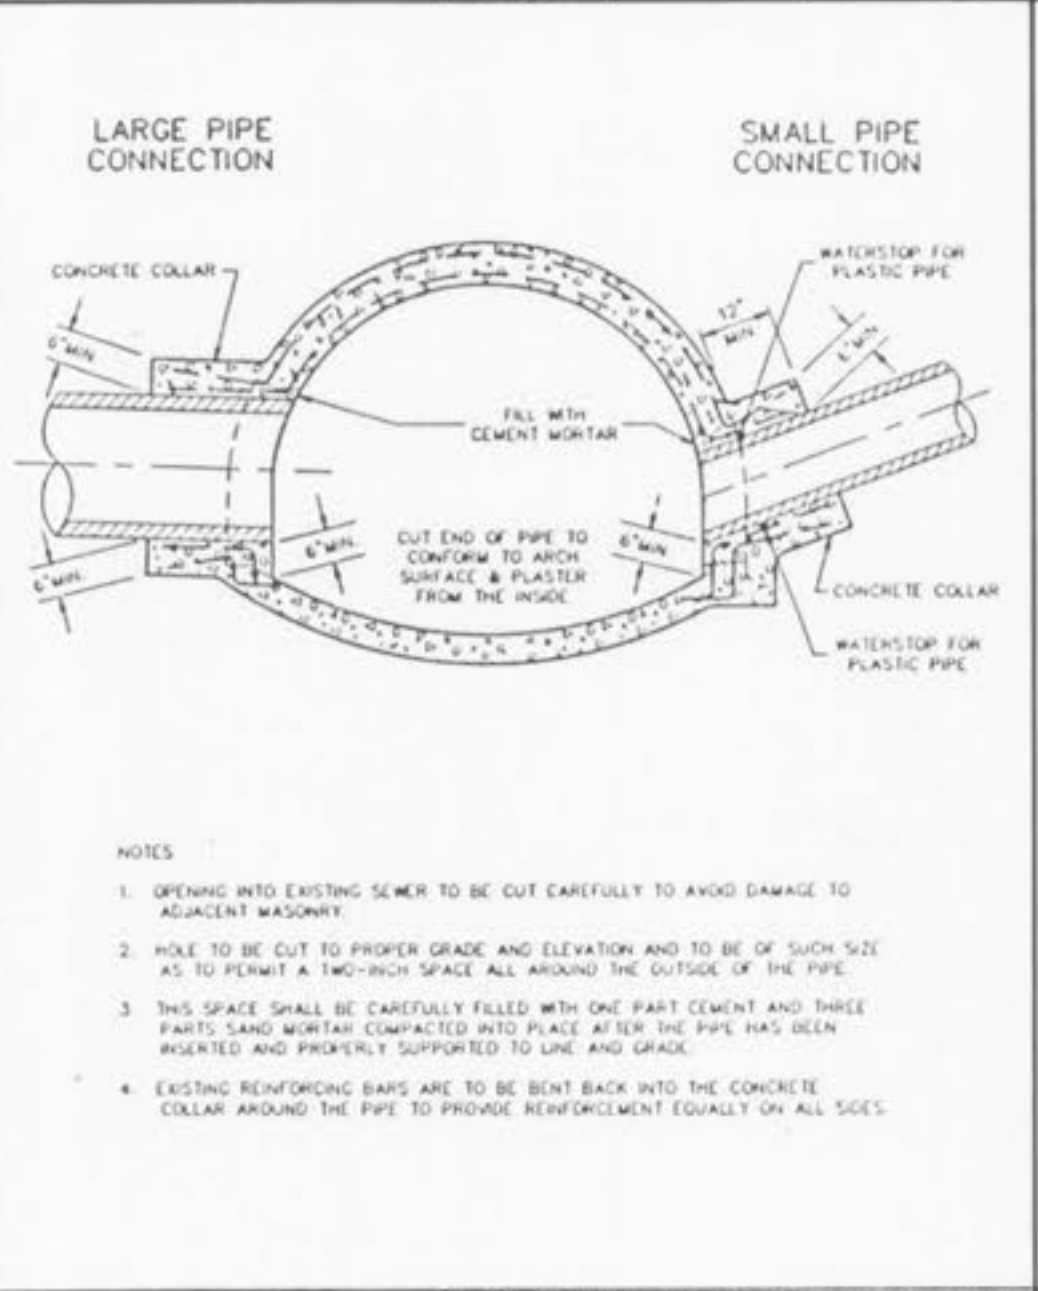 LARGE PIPE
CONNECTION
SMALL PIPE
CONNECTION
CONCRETE COLLAR
WATERSTOP FOR
PLASTIC PIPE
6" MIN.
12"
MIN.
6" MIN.
FILL WITH
CEMENT MORTAR
6" MIN.
6" MIN.
CUT END OF PIPE TO
CONFORM TO ARCH
SURFACE & PLASTER
FROM THE INSIDE
6" MIN.
CONCRETE COLLAR
WATERSTOP FOR
PLASTIC PIPE
NOTES
1. OPENING INTO EXISTING SEWER TO BE CUT CAREFULLY TO AVOID DAMAGE TO
ADJACENT MASONRY.
2. HOLE TO BE CUT TO PROPER GRADE AND ELEVATION AND TO BE OF SUCH SIZE
AS TO PERMIT A TWO-INCH SPACE ALL AROUND THE OUTSIDE OF THE PIPE.
3. THIS SPACE SHALL BE CAREFULLY FILLED WITH ONE PART CEMENT AND THREE
PARTS SAND MORTAR COMPACTED INTO PLACE AFTER THE PIPE HAS BEEN
INSERTED AND PROPERLY SUPPORTED TO LINE AND GRADE.
4. EXISTING REINFORCING BARS ARE TO BE BENT BACK INTO THE CONCRETE
COLLAR AROUND THE PIPE TO PROVIDE REINFORCEMENT EQUALLY ON ALL SIDES.